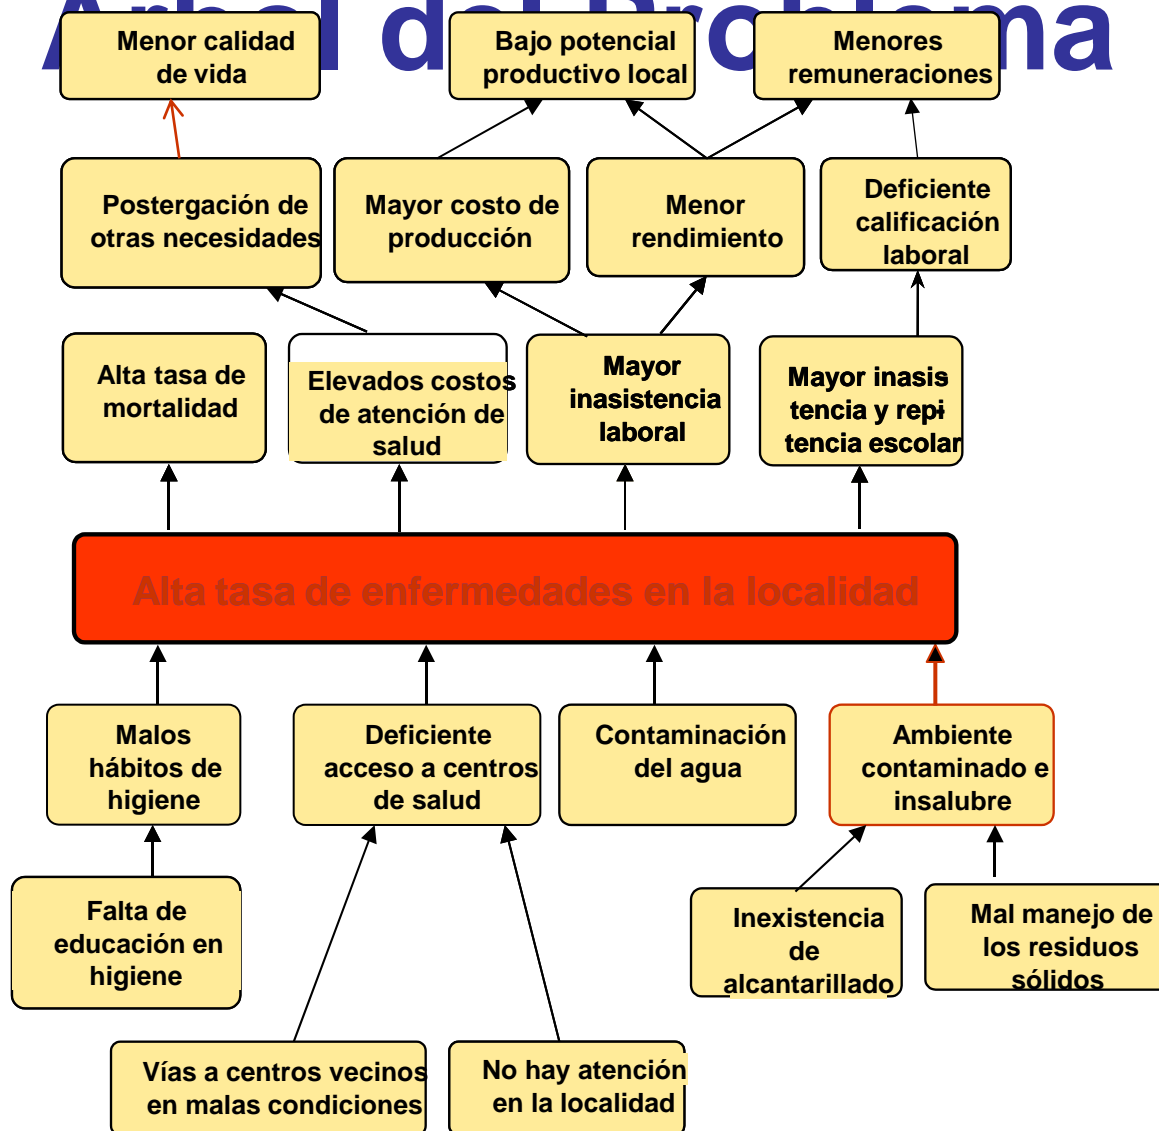 Árbol del Problema
Menor calidad
de vida
Bajo potencial
productivo local
Menores
remuneraciones
Postergación de
otras necesidades
Mayor costo de
producción
Menor
rendimiento
Deficiente
calificación
laboral
Alta tasa de
mortalidad
Elevados costos
de atención de
salud
Mayor
inasistencia
laboral
Mayor inasis
tencia y repi
tencia escolar
Alta tasa de enfermedades en la localidad
Malos
hábitos de
higiene
Deficiente
acceso a centros
de salud
Contaminación
del agua
Ambiente
contaminado e
insalubre
Falta de
educación en
higiene
Inexistencia
de
alcantarillado
Mal manejo de
los residuos
sólidos
Vías a centros vecinos
en malas condiciones
No hay atención
en la localidad